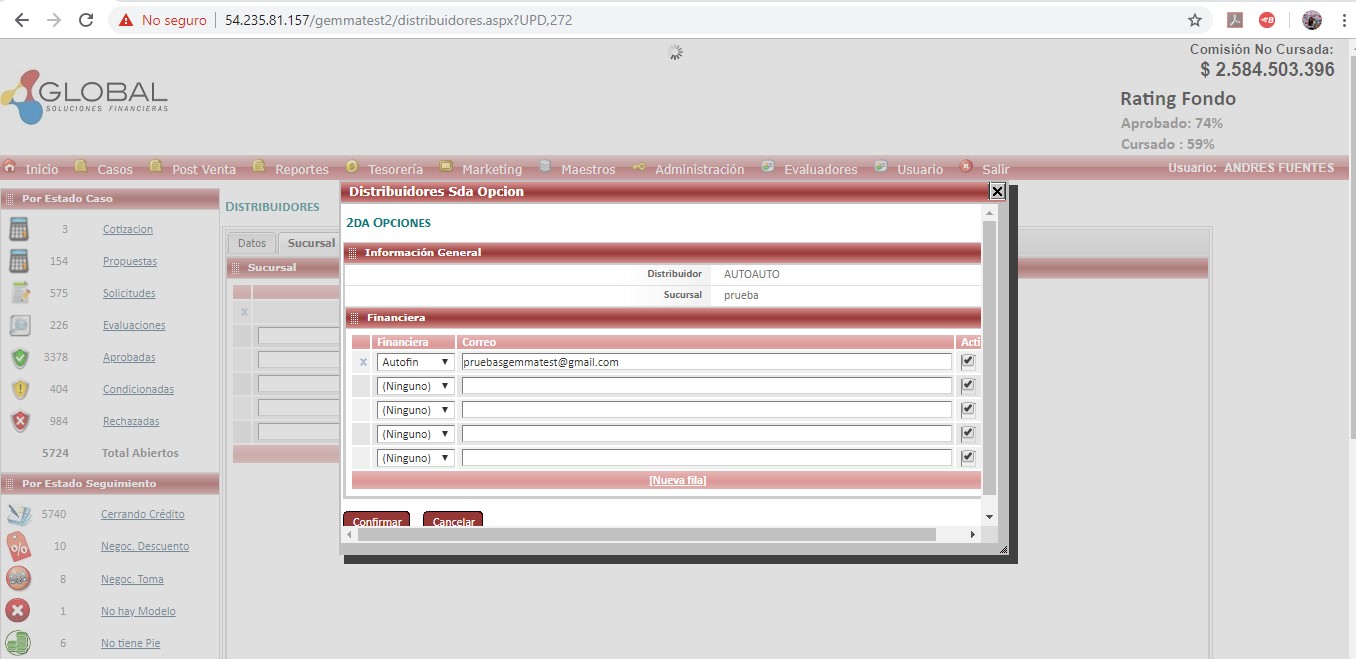 No seguro | 54.235.81.157/gemmatest2/distribuidores.aspx?UPD,272
GLOBAL
SOLUCIONES FINANCIERAS
Comisión No Cursada:
$ 2.584.503.396
Rating Fondo
Aprobado: 74%
Cursado : 59%
Inicio Casos Post Venta Reportes Tesorería Marketing Maestros Administración Evaluadores Usuario Salir Usuario: ANDRES FUENTES
Por Estado Caso
3 Cotizacion
154 Propuestas
575 Solicitudes
226 Evaluaciones
3378 Aprobadas
404 Condicionadas
984 Rechazadas
5724 Total Abiertos
Por Estado Seguimiento
5740 Cerrando Crédito
10 Negoc. Descuento
8 Negoc. Toma
1 No hay Modelo
6 No tiene Pie
DISTRIBUIDORES
Datos Sucursal
Sucursal
x
Distribuidores Sda Opcion
2DA OPCIONES
Información General
Distribuidor AUTOAUTO
Sucursal prueba
Financiera
Financiera Correo Acti
x Autofin pruebasgemmatest@gmail.com
(Ninguno)
(Ninguno)
(Ninguno)
(Ninguno)
[Nueva fila]
Confirmar Cancelar